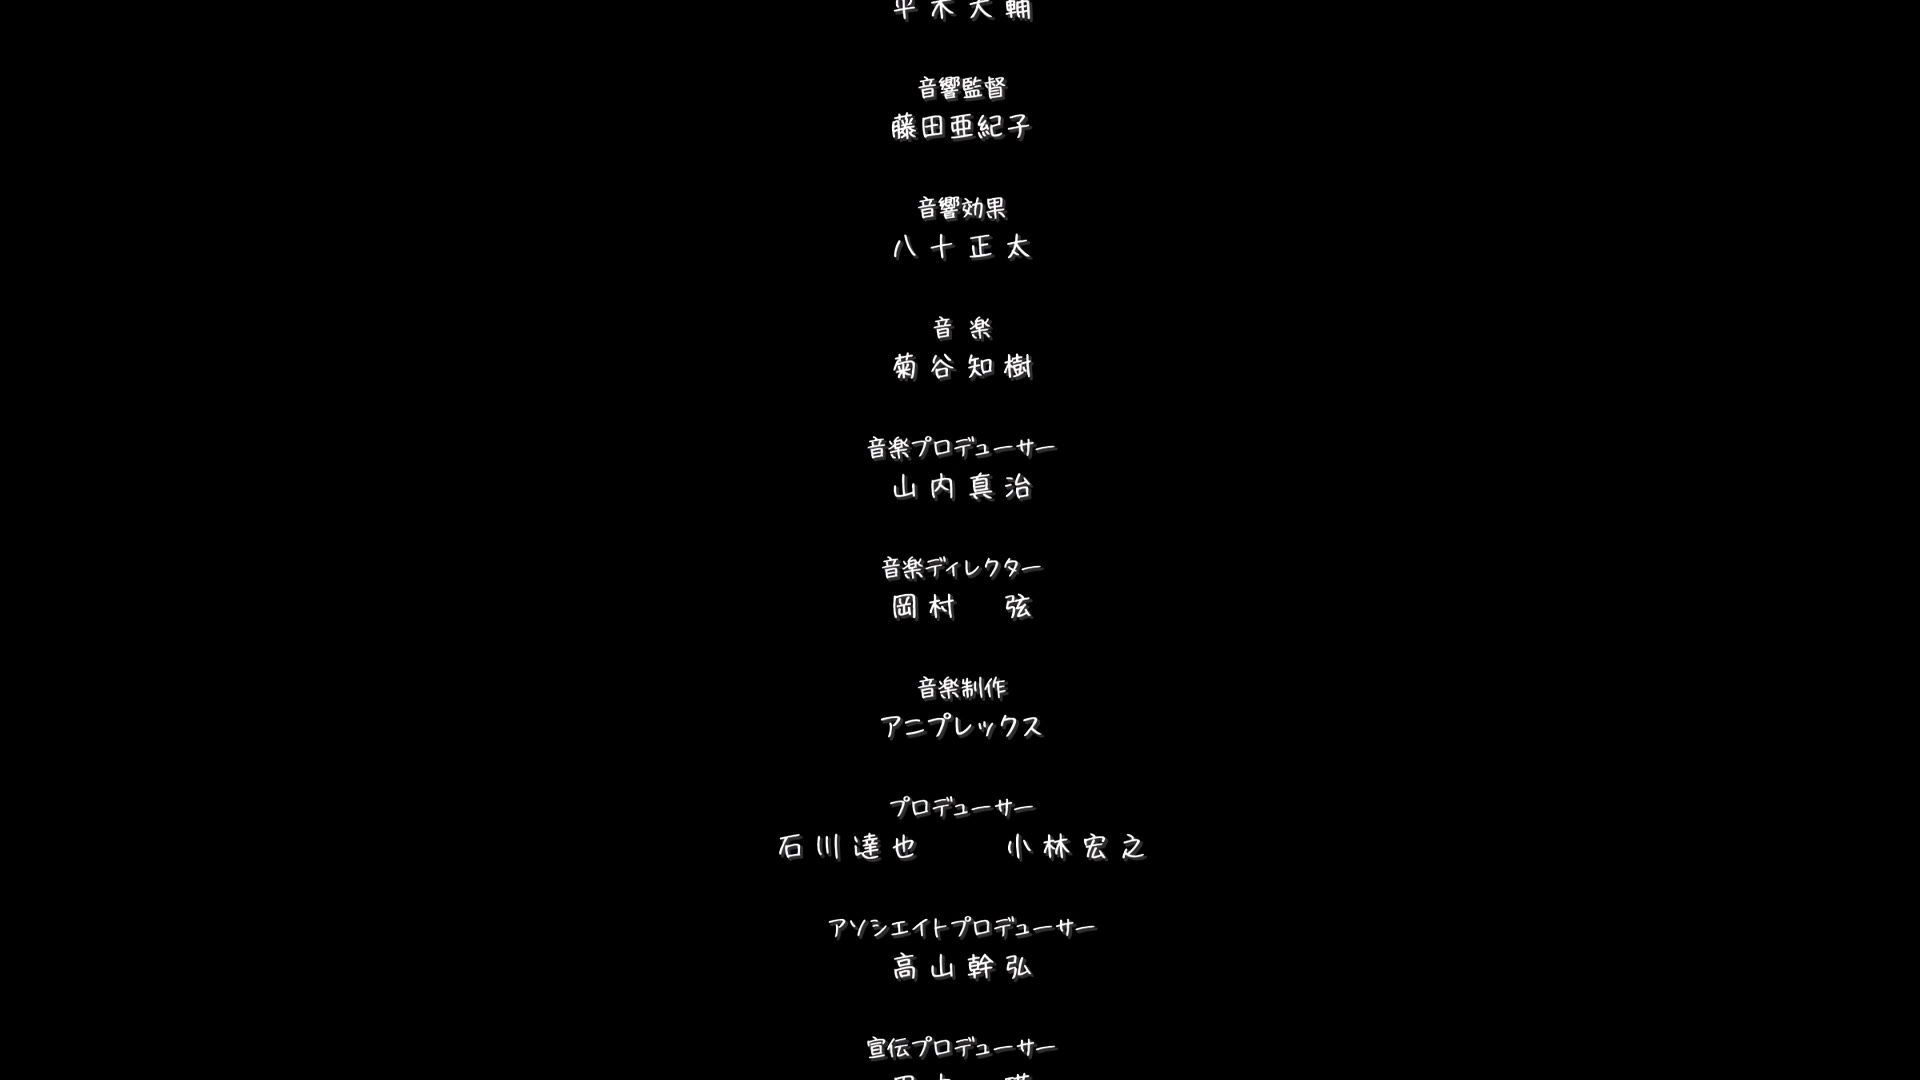 平木大輔
音響監督
藤田亜紀子
音響効果
八十正太
音楽
菊谷知樹
音楽プロデューサー
山内真治
音楽ディレクター
岡村 弦
音楽制作
アニプレックス
プロデューサー
石川達也 小林宏之
アソシエイトプロデューサー
高山幹弘
宣伝プロデューサー